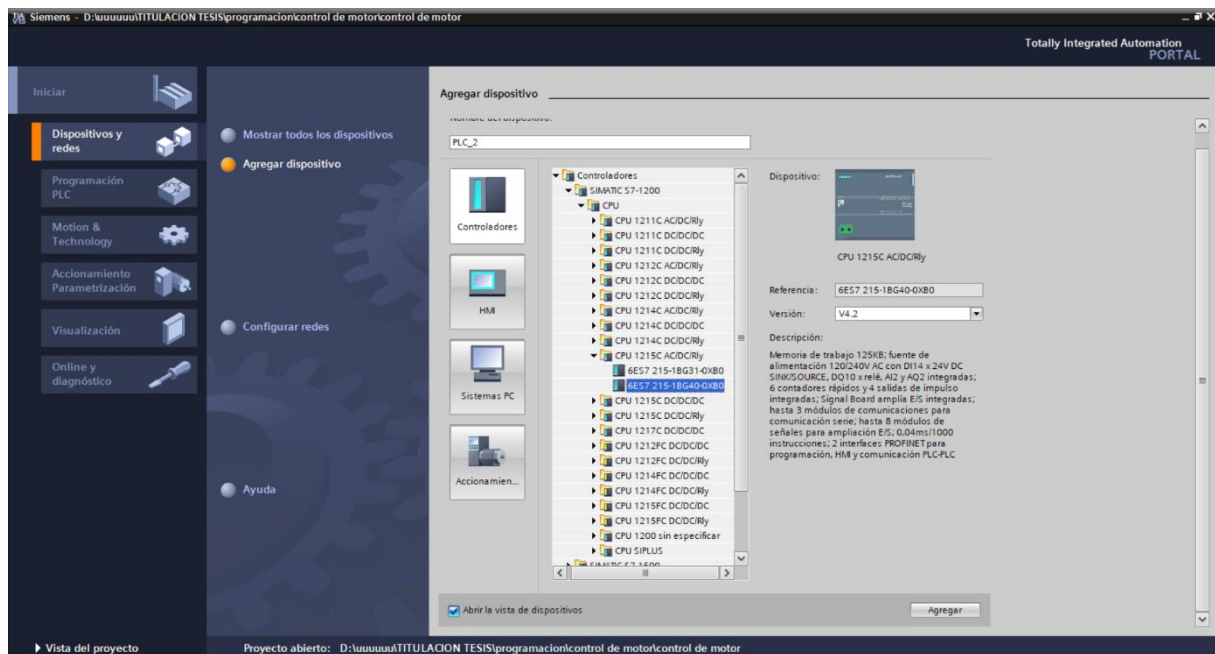 Siemens - D:\uuuuuu\TITULACION TESIS\programacion\control de motor\control de motor
Totally Integrated Automation
PORTAL
Iniciar
Dispositivos y
redes
Programación
PLC
Motion &
Technology
Accionamiento
Parametrización
Visualización
Online y
diagnóstico
Mostrar todos los dispositivos
Agregar dispositivo
Configurar redes
Ayuda
Agregar dispositivo
Nombre del dispositivo:
PLC_2
Controladores
HMI
Sistemas PC
Accionamien...
Controladores
SIMATIC S7-1200
CPU
CPU 1211C AC/DC/Rly
CPU 1211C DC/DC/DC
CPU 1211C DC/DC/Rly
CPU 1212C AC/DC/Rly
CPU 1212C DC/DC/DC
CPU 1212C DC/DC/Rly
CPU 1214C AC/DC/Rly
CPU 1214C DC/DC/DC
CPU 1214C DC/DC/Rly
CPU 1215C AC/DC/Rly
6ES7 215-1BG31-0XB0
6ES7 215-1BG40-0XB0
CPU 1215C DC/DC/DC
CPU 1215C DC/DC/Rly
CPU 1217C DC/DC/DC
CPU 1212FC DC/DC/DC
CPU 1212FC DC/DC/Rly
CPU 1214FC DC/DC/DC
CPU 1214FC DC/DC/Rly
CPU 1215FC DC/DC/DC
CPU 1215FC DC/DC/Rly
CPU 1200 sin especificar
CPU SIPLUS
SIMATIC S7-1500
Dispositivo:
CPU 1215C AC/DC/Rly
Referencia: 6ES7 215-1BG40-0XB0
Versión: V4.2
Descripción:
Memoria de trabajo 125KB; fuente de
alimentación 120/240V AC con DI14 x 24V DC
SINK/SOURCE, DQ10 x relé, AI2 y AQ2 integradas;
6 contadores rápidos y 4 salidas de impulso
integradas; Signal Board amplía E/S integradas;
hasta 3 módulos de comunicaciones para
comunicación serie; hasta 8 módulos de
señales para ampliación E/S; 0,04ms/1000
instrucciones; 2 interfaces PROFINET para
programación, HMI y comunicación PLC-PLC
Abrir la vista de dispositivos
Agregar
Vista del proyecto
Proyecto abierto: D:\uuuuuu\TITULACION TESIS\programacion\control de motor\control de motor